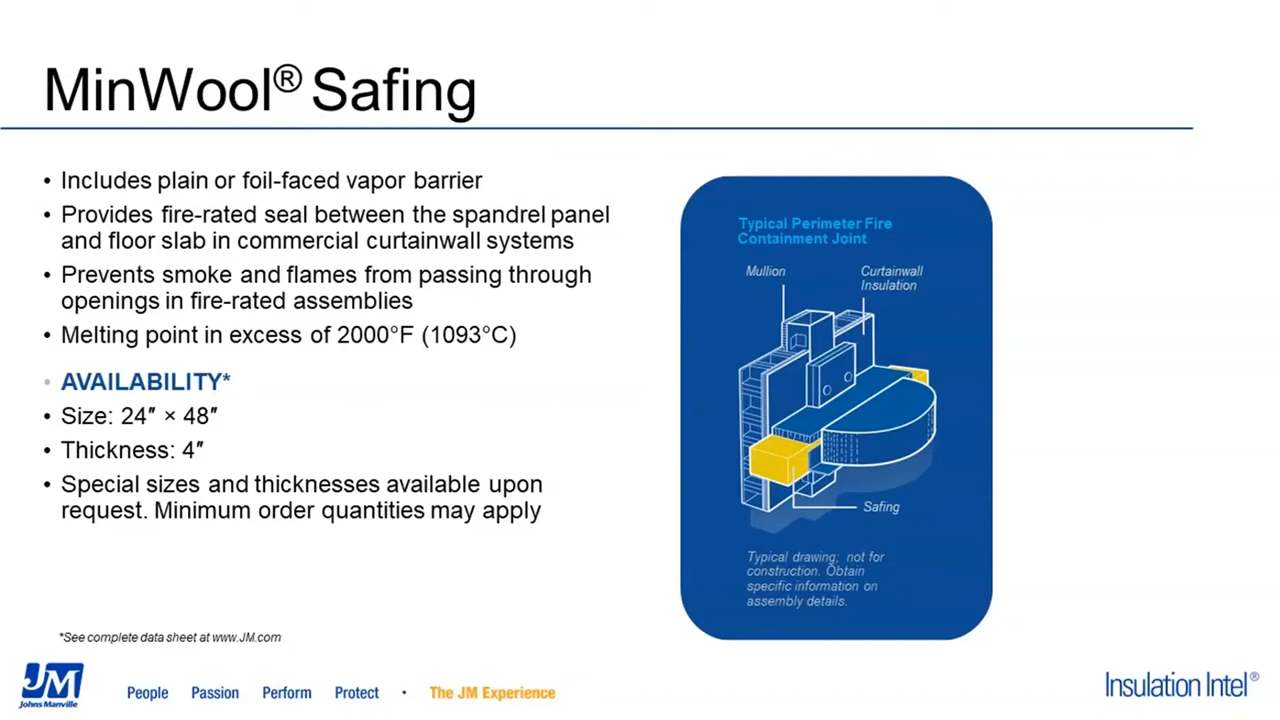 MinWool® Safing
• Includes plain or foil-faced vapor barrier
• Provides fire-rated seal between the spandrel panel
and floor slab in commercial curtainwall systems
• Prevents smoke and flames from passing through
openings in fire-rated assemblies
• Melting point in excess of 2000°F (1093°C)
• AVAILABILITY*
• Size: 24″ × 48″
• Thickness: 4″
• Special sizes and thicknesses available upon
request. Minimum order quantities may apply
Typical Perimeter Fire
Containment Joint
Mullion
Curtainwall
Insulation
Safing
Typical drawing; not for
construction. Obtain
specific information on
assembly details.
*See complete data sheet at www.JM.com
JM
Johns Manville
People Passion Perform Protect • The JM Experience
Insulation Intel®